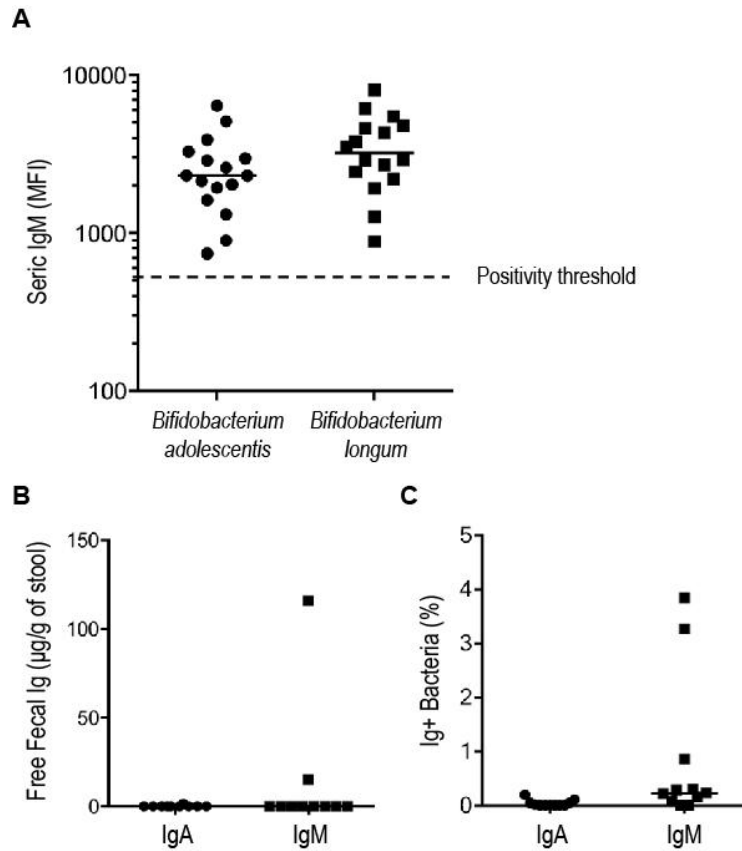 A
Seric IgM (MFI)
10000
1000
100
Positivity threshold
Bifidobacterium
adolescentis
Bifidobacterium
longum
B
Free Fecal Ig (µg/g of stool)
150
100
50
0
IgA
IgM
C
Ig+ Bacteria (%)
5
4
3
2
1
0
IgA
IgM